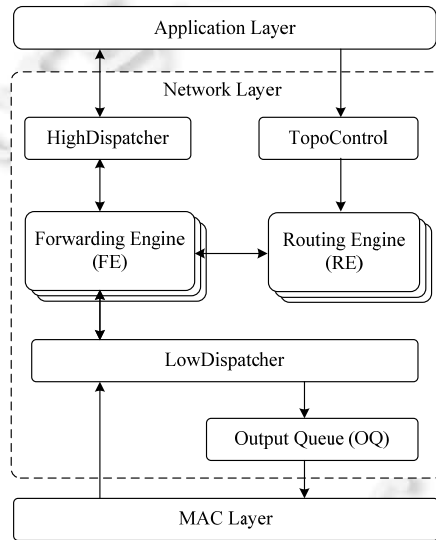 Application Layer
Network Layer
HighDispatcher
TopoControl
Forwarding Engine
(FE)
Routing Engine
(RE)
LowDispatcher
Output Queue (OQ)
MAC Layer